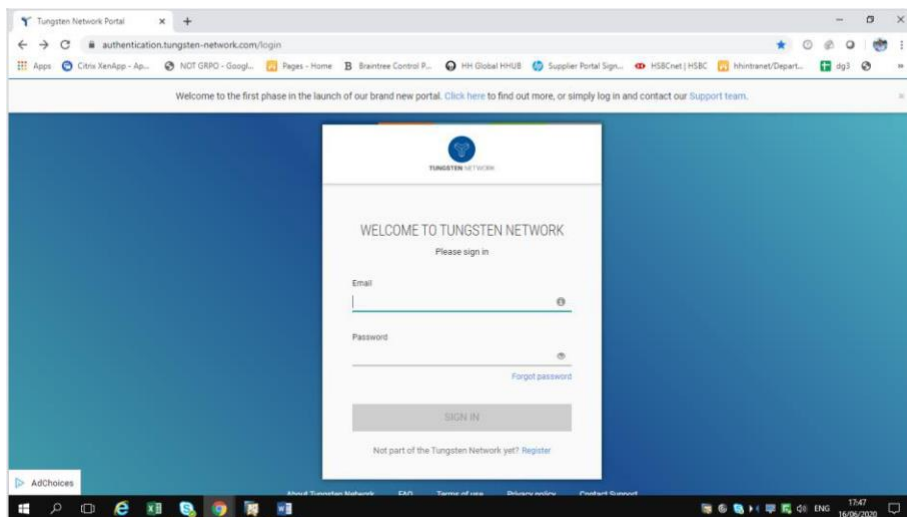 Tungsten Network Portal
authentication.tungsten-network.com/login
Apps Citrix XenApp - Ap... NOT GRPO - Googl... Pages - Home B Braintree Control P... HH Global HHUB Supplier Portal Sign... HSBCnet | HSBC hhintranet/Depart... dg3
Welcome to the first phase in the launch of our brand new portal. Click here to find out more, or simply log in and contact our Support team.
TUNGSTEN NETWORK
WELCOME TO TUNGSTEN NETWORK
Please sign in
Email
Password
Forgot password
SIGN IN
Not part of the Tungsten Network yet? Register
AdChoices
About Tungsten Network FAQ Terms of use Privacy policy Contact Support
ENG 17:47
16/06/2020